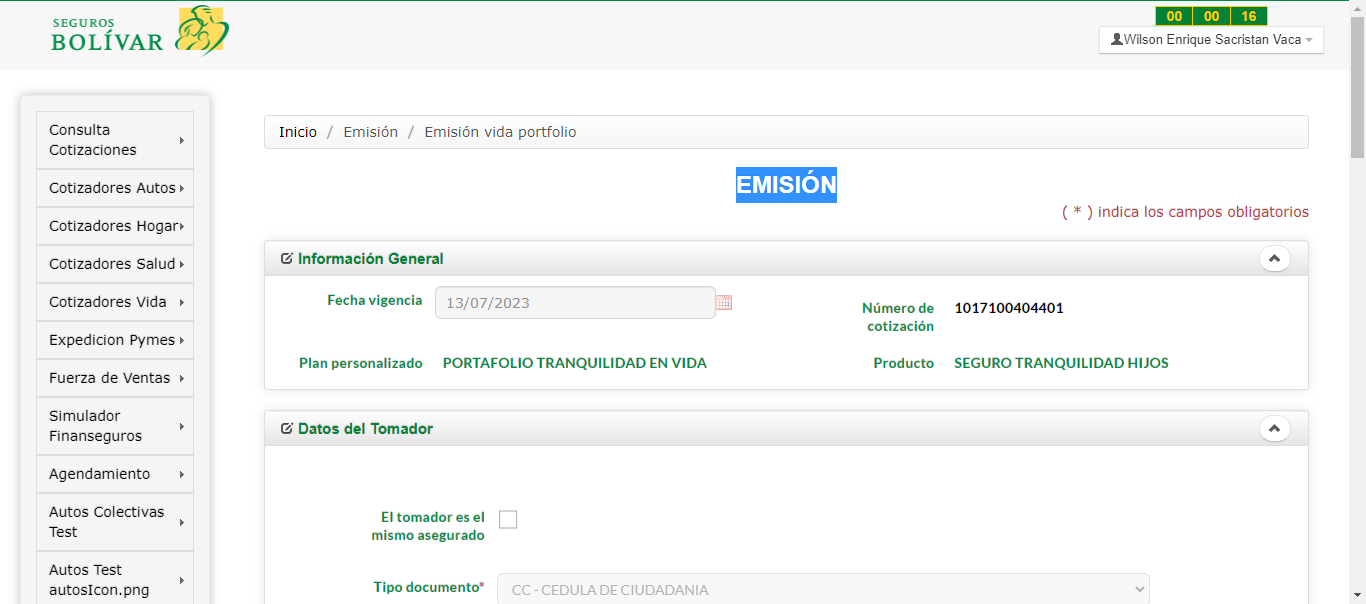 SEGUROS
BOLÍVAR
00 00 16
Wilson Enrique Sacristan Vaca
Consulta
Cotizaciones
Cotizadores Autos
Cotizadores Hogar
Cotizadores Salud
Cotizadores Vida
Expedicion Pymes
Fuerza de Ventas
Simulador
Finanseguros
Agendamiento
Autos Colectivas
Test
Autos Test
autosIcon.png
Inicio / Emisión / Emisión vida portfolio
EMISIÓN
( * ) indica los campos obligatorios
Información General
Fecha vigencia 13/07/2023
Número de
cotización
1017100404401
Plan personalizado PORTAFOLIO TRANQUILIDAD EN VIDA
Producto SEGURO TRANQUILIDAD HIJOS
Datos del Tomador
El tomador es el
mismo asegurado
Tipo documento* CC - CEDULA DE CIUDADANIA